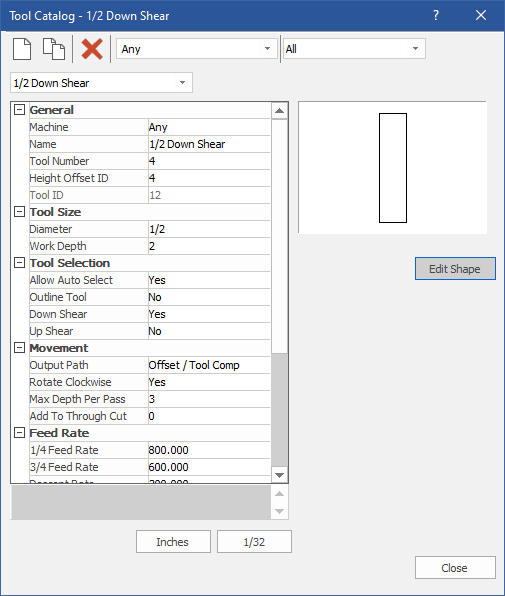 Tool Catalog - 1/2 Down Shear ?
Any All
1/2 Down Shear
General
Machine Any
Name 1/2 Down Shear
Tool Number 4
Height Offset ID 4
Tool ID 12
Tool Size
Diameter 1/2
Work Depth 2
Edit Shape
Tool Selection
Allow Auto Select Yes
Outline Tool No
Down Shear Yes
Up Shear No
Movement
Output Path Offset / Tool Comp
Rotate Clockwise Yes
Max Depth Per Pass 3
Add To Through Cut 0
Feed Rate
1/4 Feed Rate 800.000
3/4 Feed Rate 600.000
Descent Rate 200.000
Inches 1/32
Close